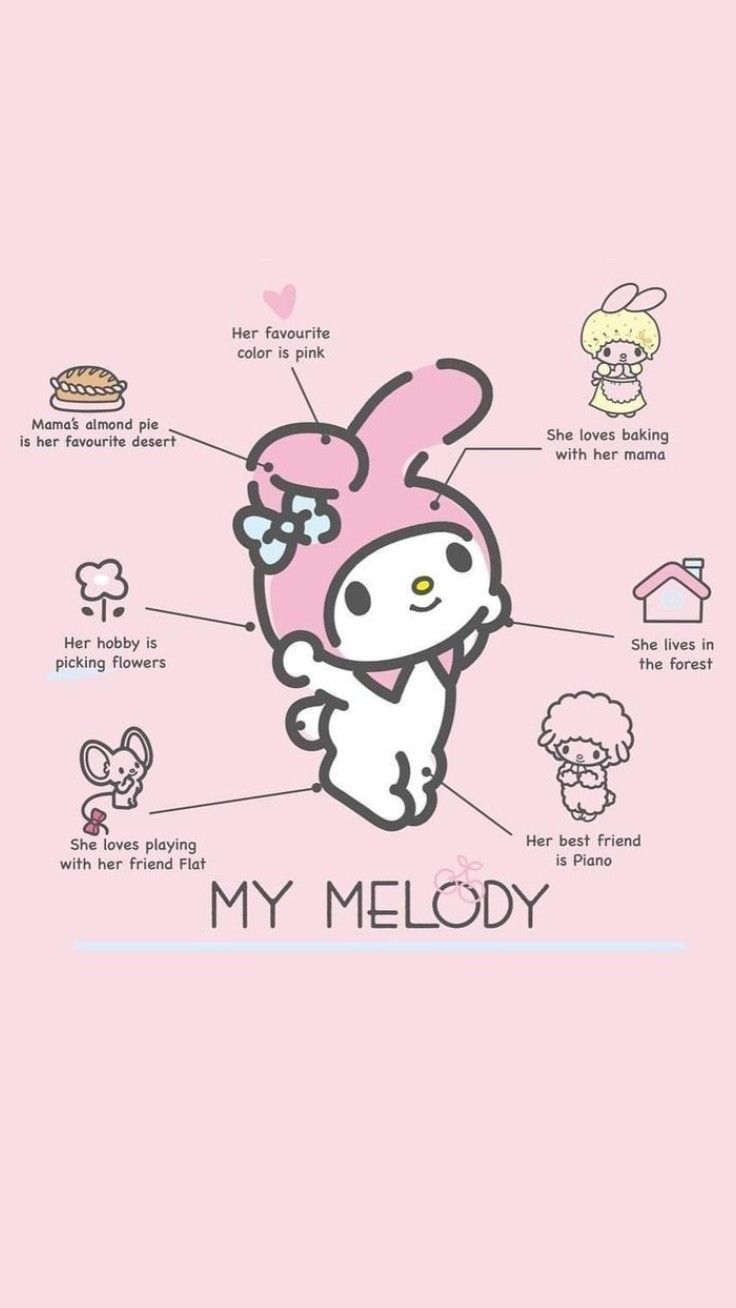 Her favourite
color is pink
Mama's almond pie
is her favourite desert
She loves baking
with her mama
Her hobby is
picking flowers
She lives in
the forest
She loves playing
with her friend Flat
Her best friend
is Piano
MY MELODY